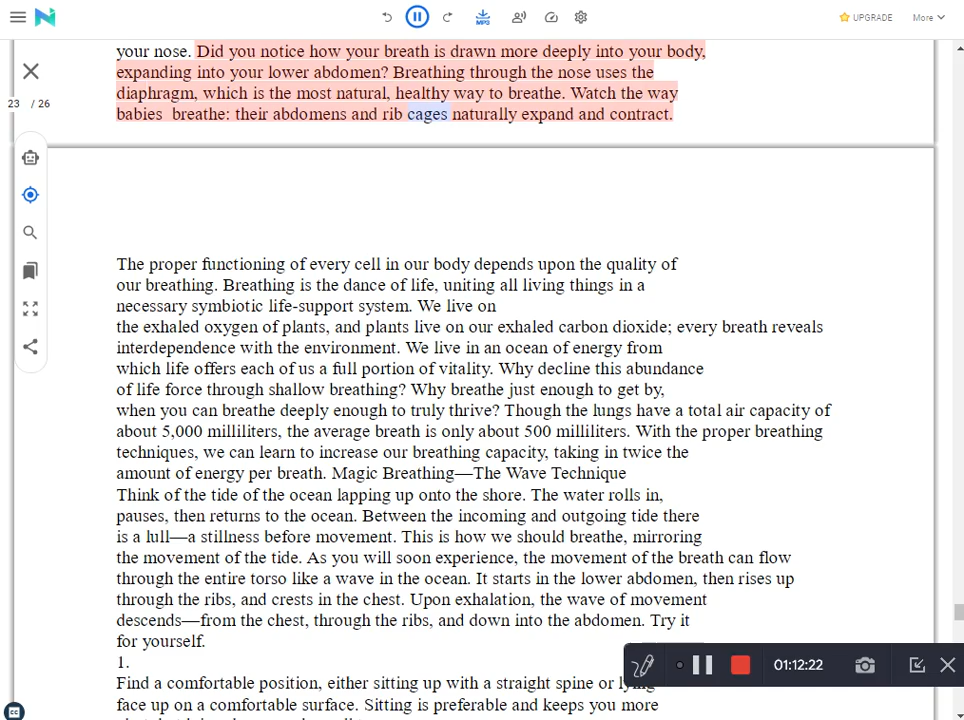 MP3
UPGRADE
More
your nose. Did you notice how your breath is drawn more deeply into your body,
expanding into your lower abdomen? Breathing through the nose uses the
23 / 26
diaphragm, which is the most natural, healthy way to breathe. Watch the way
babies  breathe: their abdomens and rib cages naturally expand and contract.
The proper functioning of every cell in our body depends upon the quality of
our breathing. Breathing is the dance of life, uniting all living things in a
necessary symbiotic life-support system. We live on
the exhaled oxygen of plants, and plants live on our exhaled carbon dioxide; every breath reveals
interdependence with the environment. We live in an ocean of energy from
which life offers each of us a full portion of vitality. Why decline this abundance
of life force through shallow breathing? Why breathe just enough to get by,
when you can breathe deeply enough to truly thrive? Though the lungs have a total air capacity of
about 5,000 milliliters, the average breath is only about 500 milliliters. With the proper breathing
techniques, we can learn to increase our breathing capacity, taking in twice the
amount of energy per breath. Magic Breathing—The Wave Technique
Think of the tide of the ocean lapping up onto the shore. The water rolls in,
pauses, then returns to the ocean. Between the incoming and outgoing tide there
is a lull—a stillness before movement. This is how we should breathe, mirroring
the movement of the tide. As you will soon experience, the movement of the breath can flow
through the entire torso like a wave in the ocean. It starts in the lower abdomen, then rises up
through the ribs, and crests in the chest. Upon exhalation, the wave of movement
descends—from the chest, through the ribs, and down into the abdomen. Try it
for yourself.
1.
01:12:22
Find a comfortable position, either sitting up with a straight spine or lying
face up on a comfortable surface. Sitting is preferable and keeps you more
CC